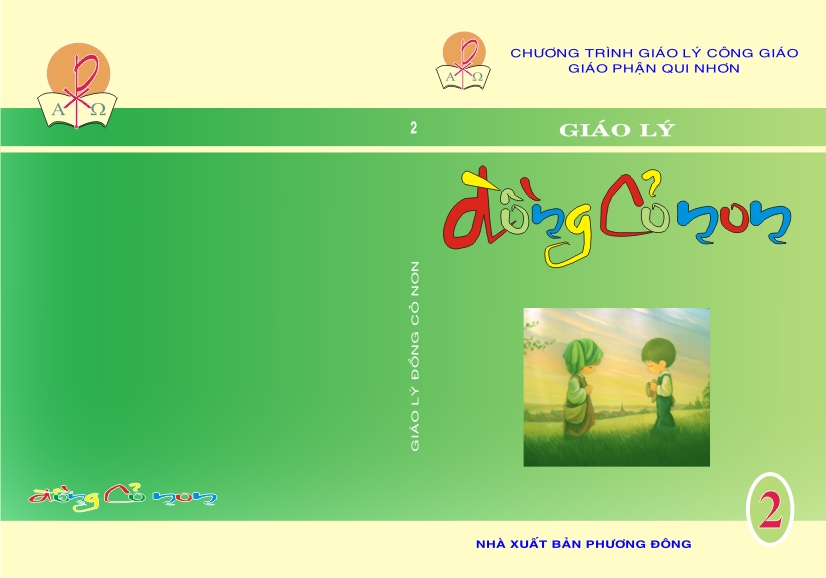 Α Ω
đồng Cỏ non
2
GIÁO LÝ ĐỒNG CỎ NON
Α Ω
CHƯƠNG TRÌNH GIÁO LÝ CÔNG GIÁO
GIÁO PHẬN QUI NHƠN
GIÁO LÝ
đồng Cỏ non
2
NHÀ XUẤT BẢN PHƯƠNG ĐÔNG